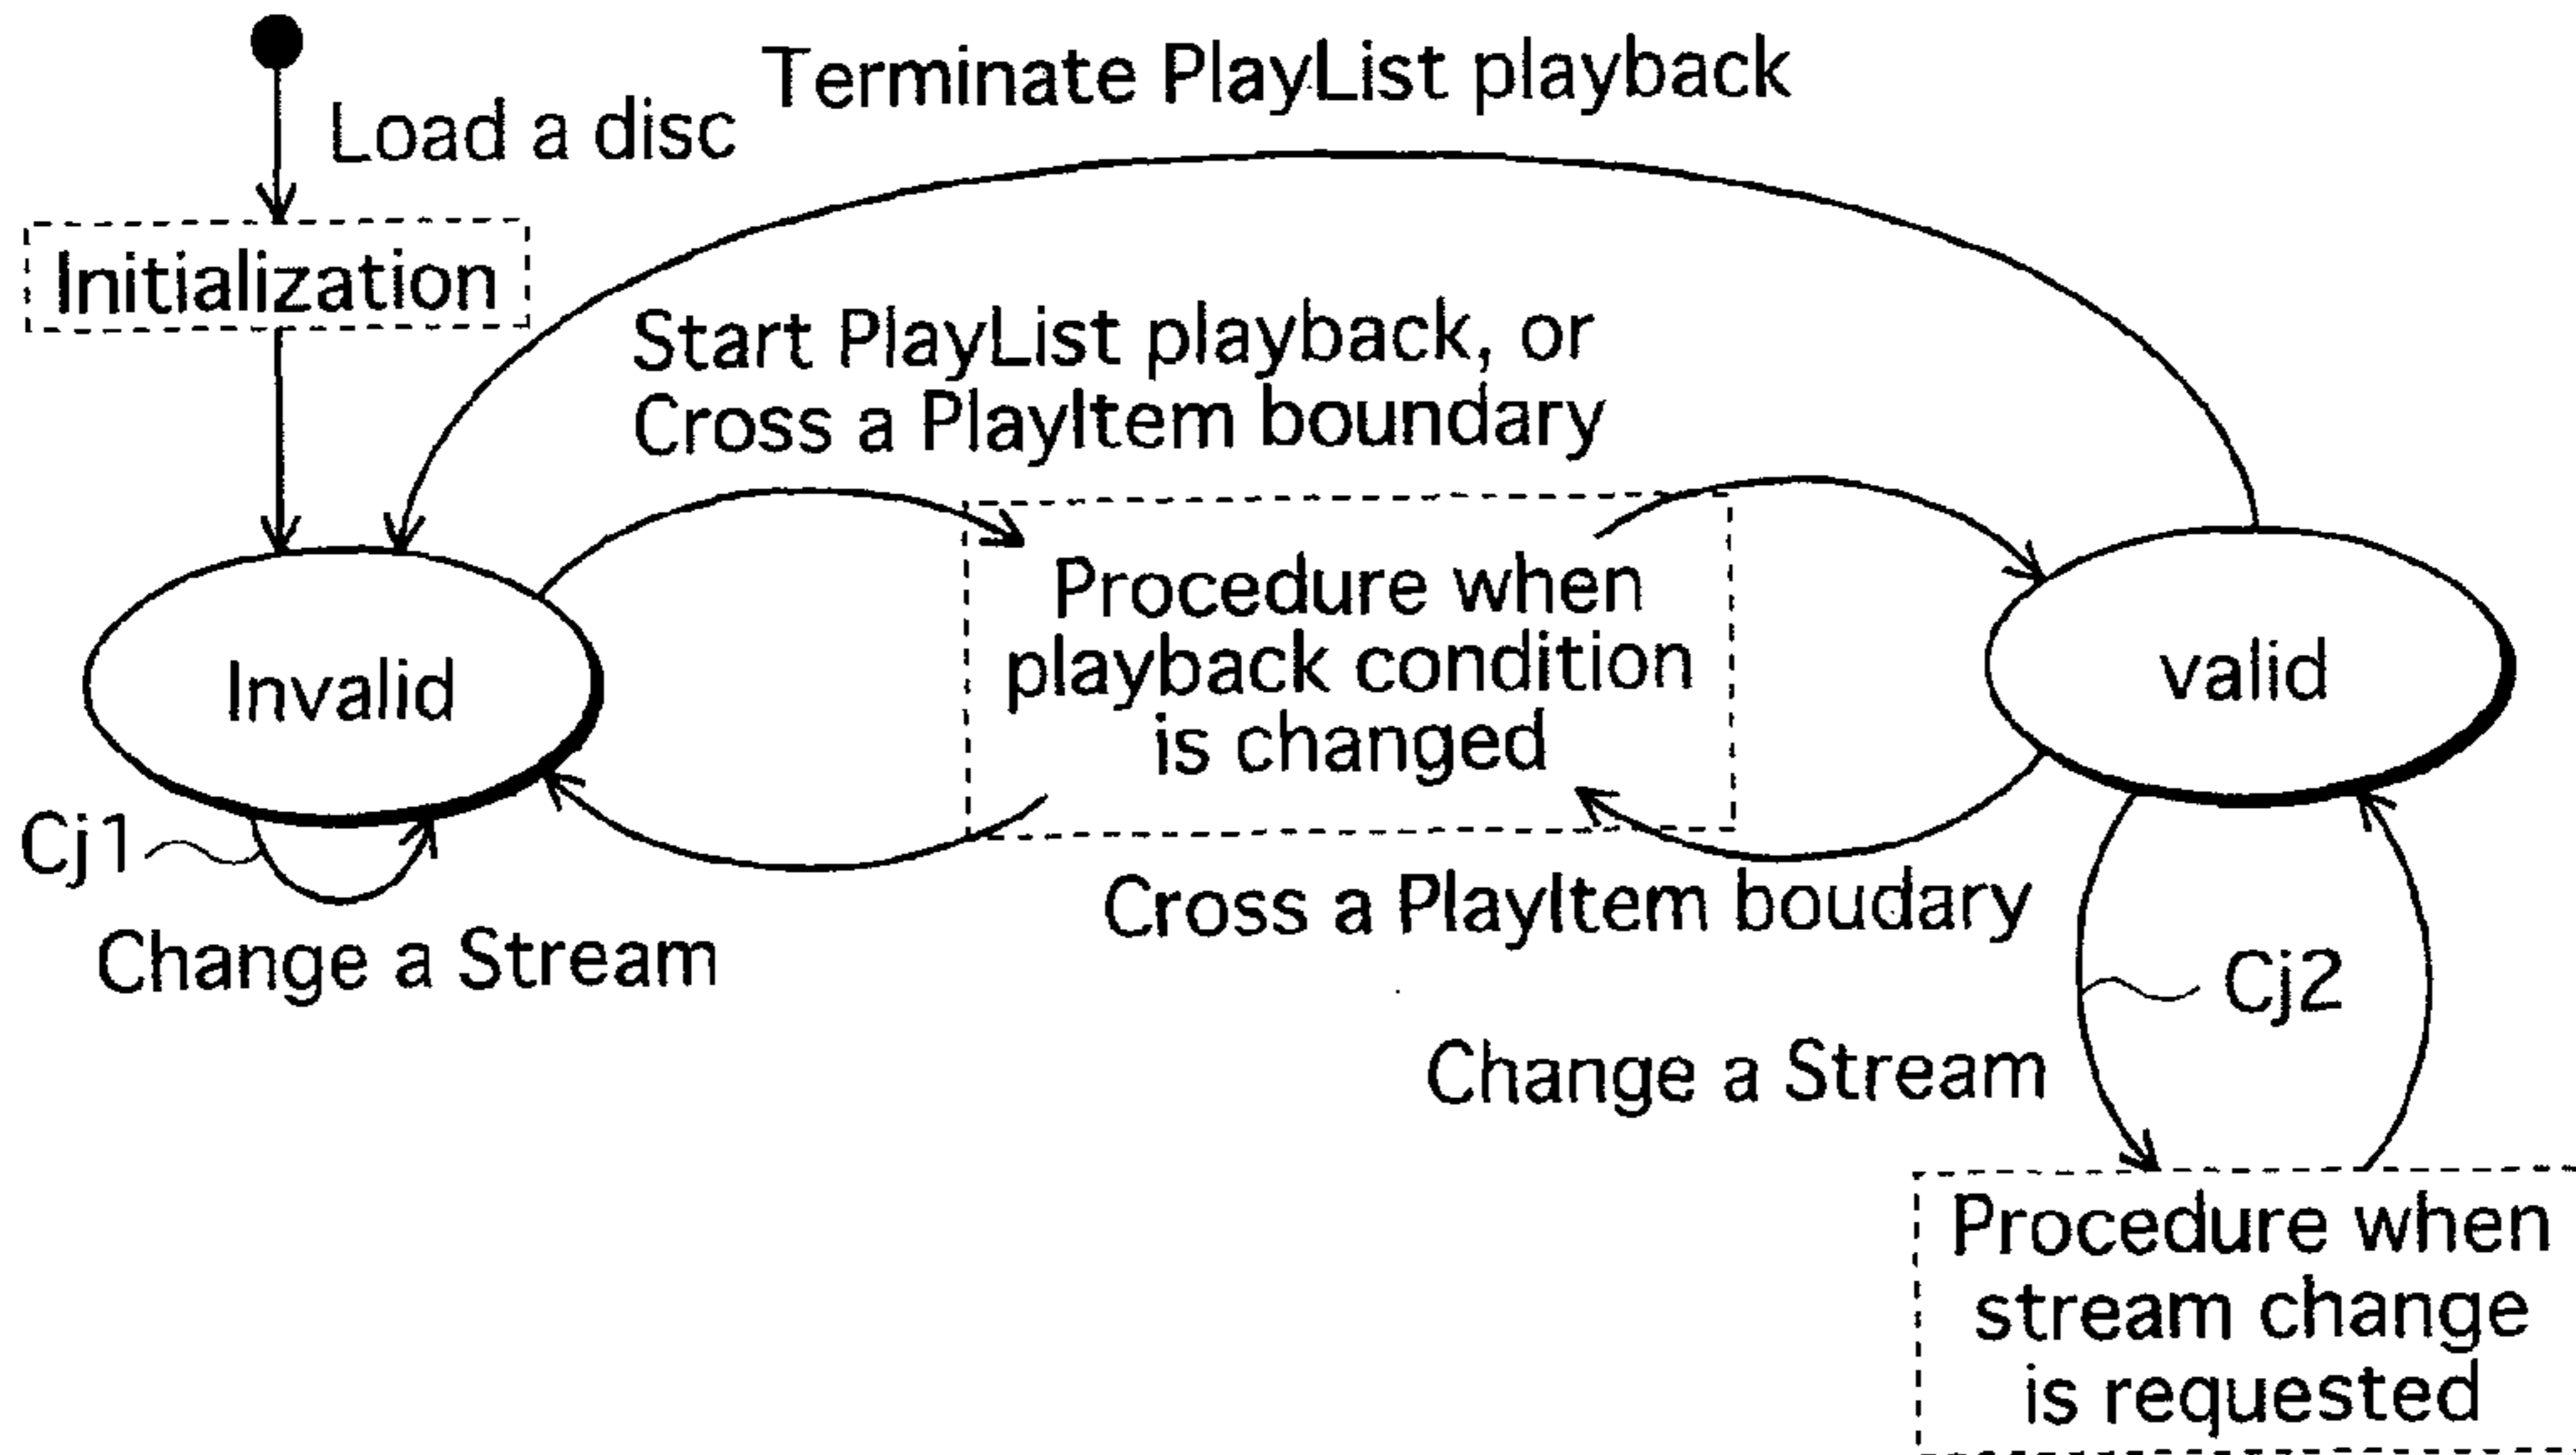 Load a disc
Terminate PlayList playback
Initialization
Start PlayList playback, or
Cross a PlayItem boundary
Procedure when
playback condition
is changed
Invalid
valid
Cj1
Change a Stream
Cross a PlayItem boudary
Cj2
Change a Stream
Procedure when
stream change
is requested